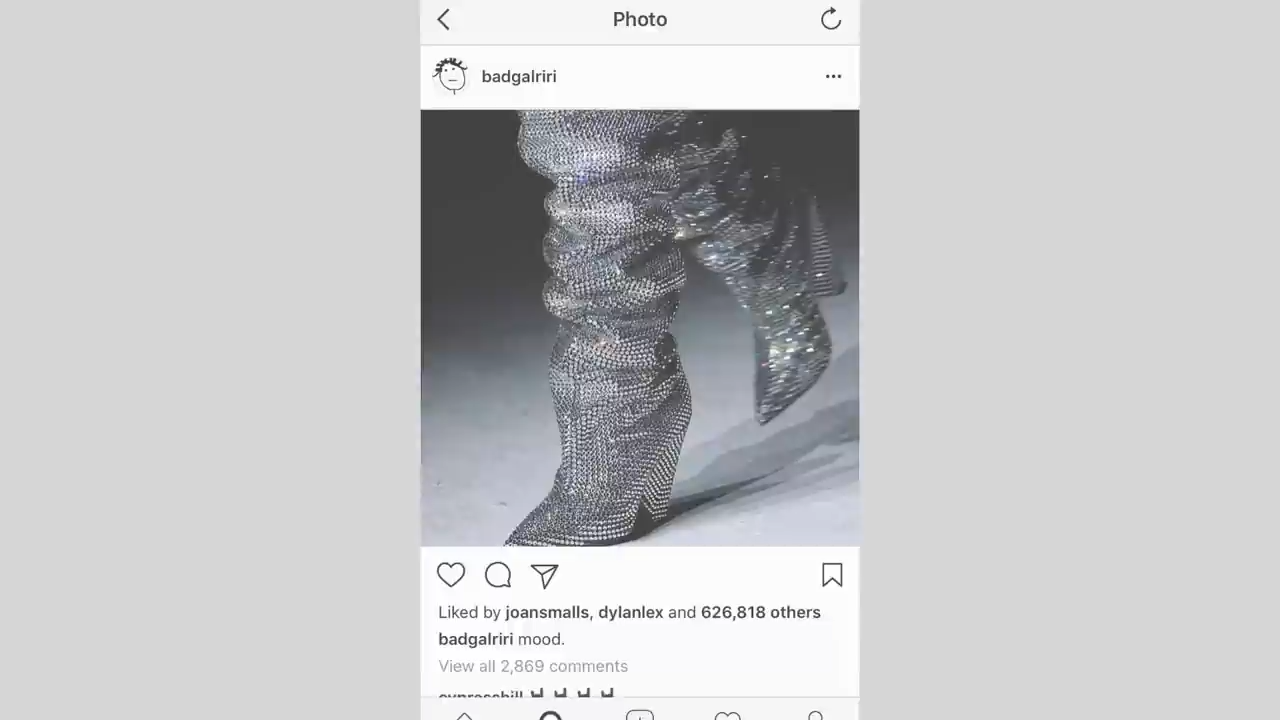 Photo
badgalriri
Liked by joansmalls, dylanlex and 626,818 others
badgalriri mood.
View all 2,869 comments